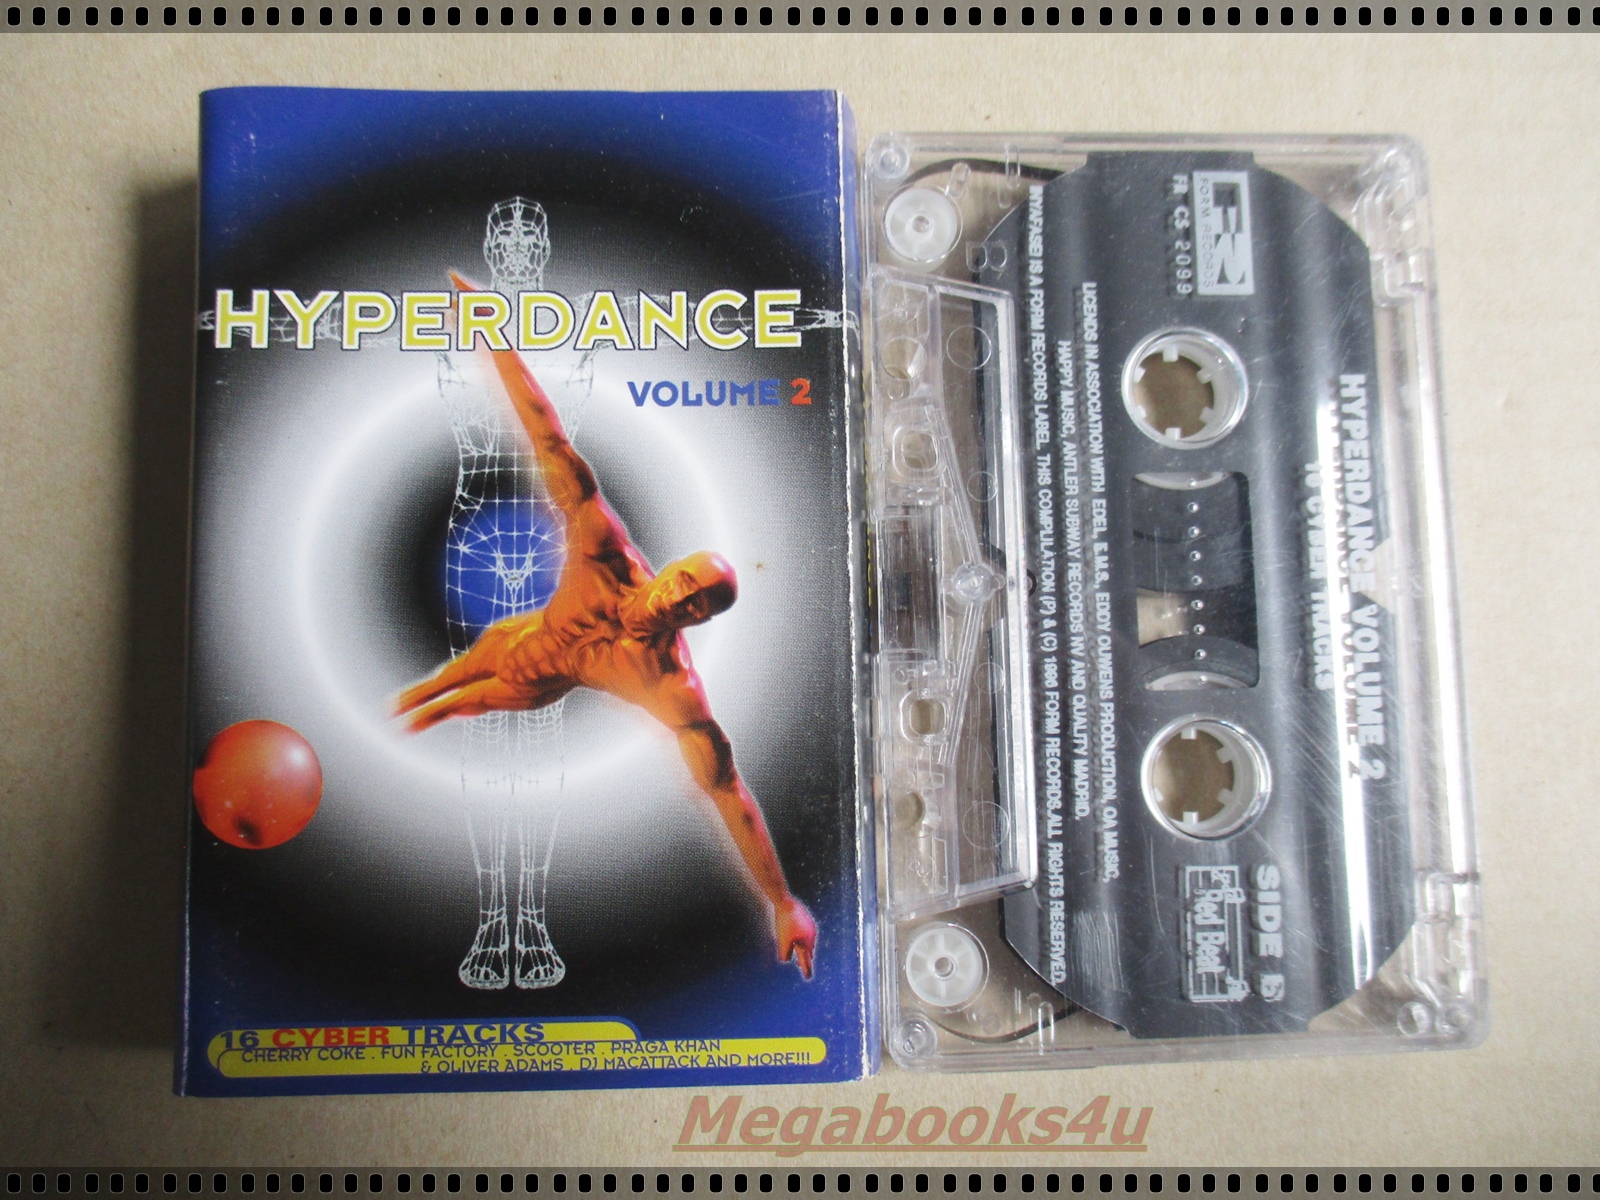 HYPERDANCE
VOLUME 2
16 CYBER TRACKS
CHERRY COKE . FUN FACTORY . SCOOTER . PRAGA KHAN
& OLIVER ADAMS . DJ MACATTACK AND MORE!!!
HYPERDANCE VOLUME 2
16 CYBER TRACKS
FORM RECORDS
FR CS 2099
SIDE B
Red Beat
LICENDS IN ASSOCIATION WITH EDEL, E.M.S., EDDY OUWENS PRODUCTION, OA MUSIC,
HAPPY MUSIC, ANTLER SUBWAY RECORDS NV AND QUALITY MADRID.
IS A FORM RECORDS LABEL. THIS COMPLILATION (P) & (C) 1996 FORM RECORDS. ALL RIGHTS RESERVED.
B
Megabooks4u